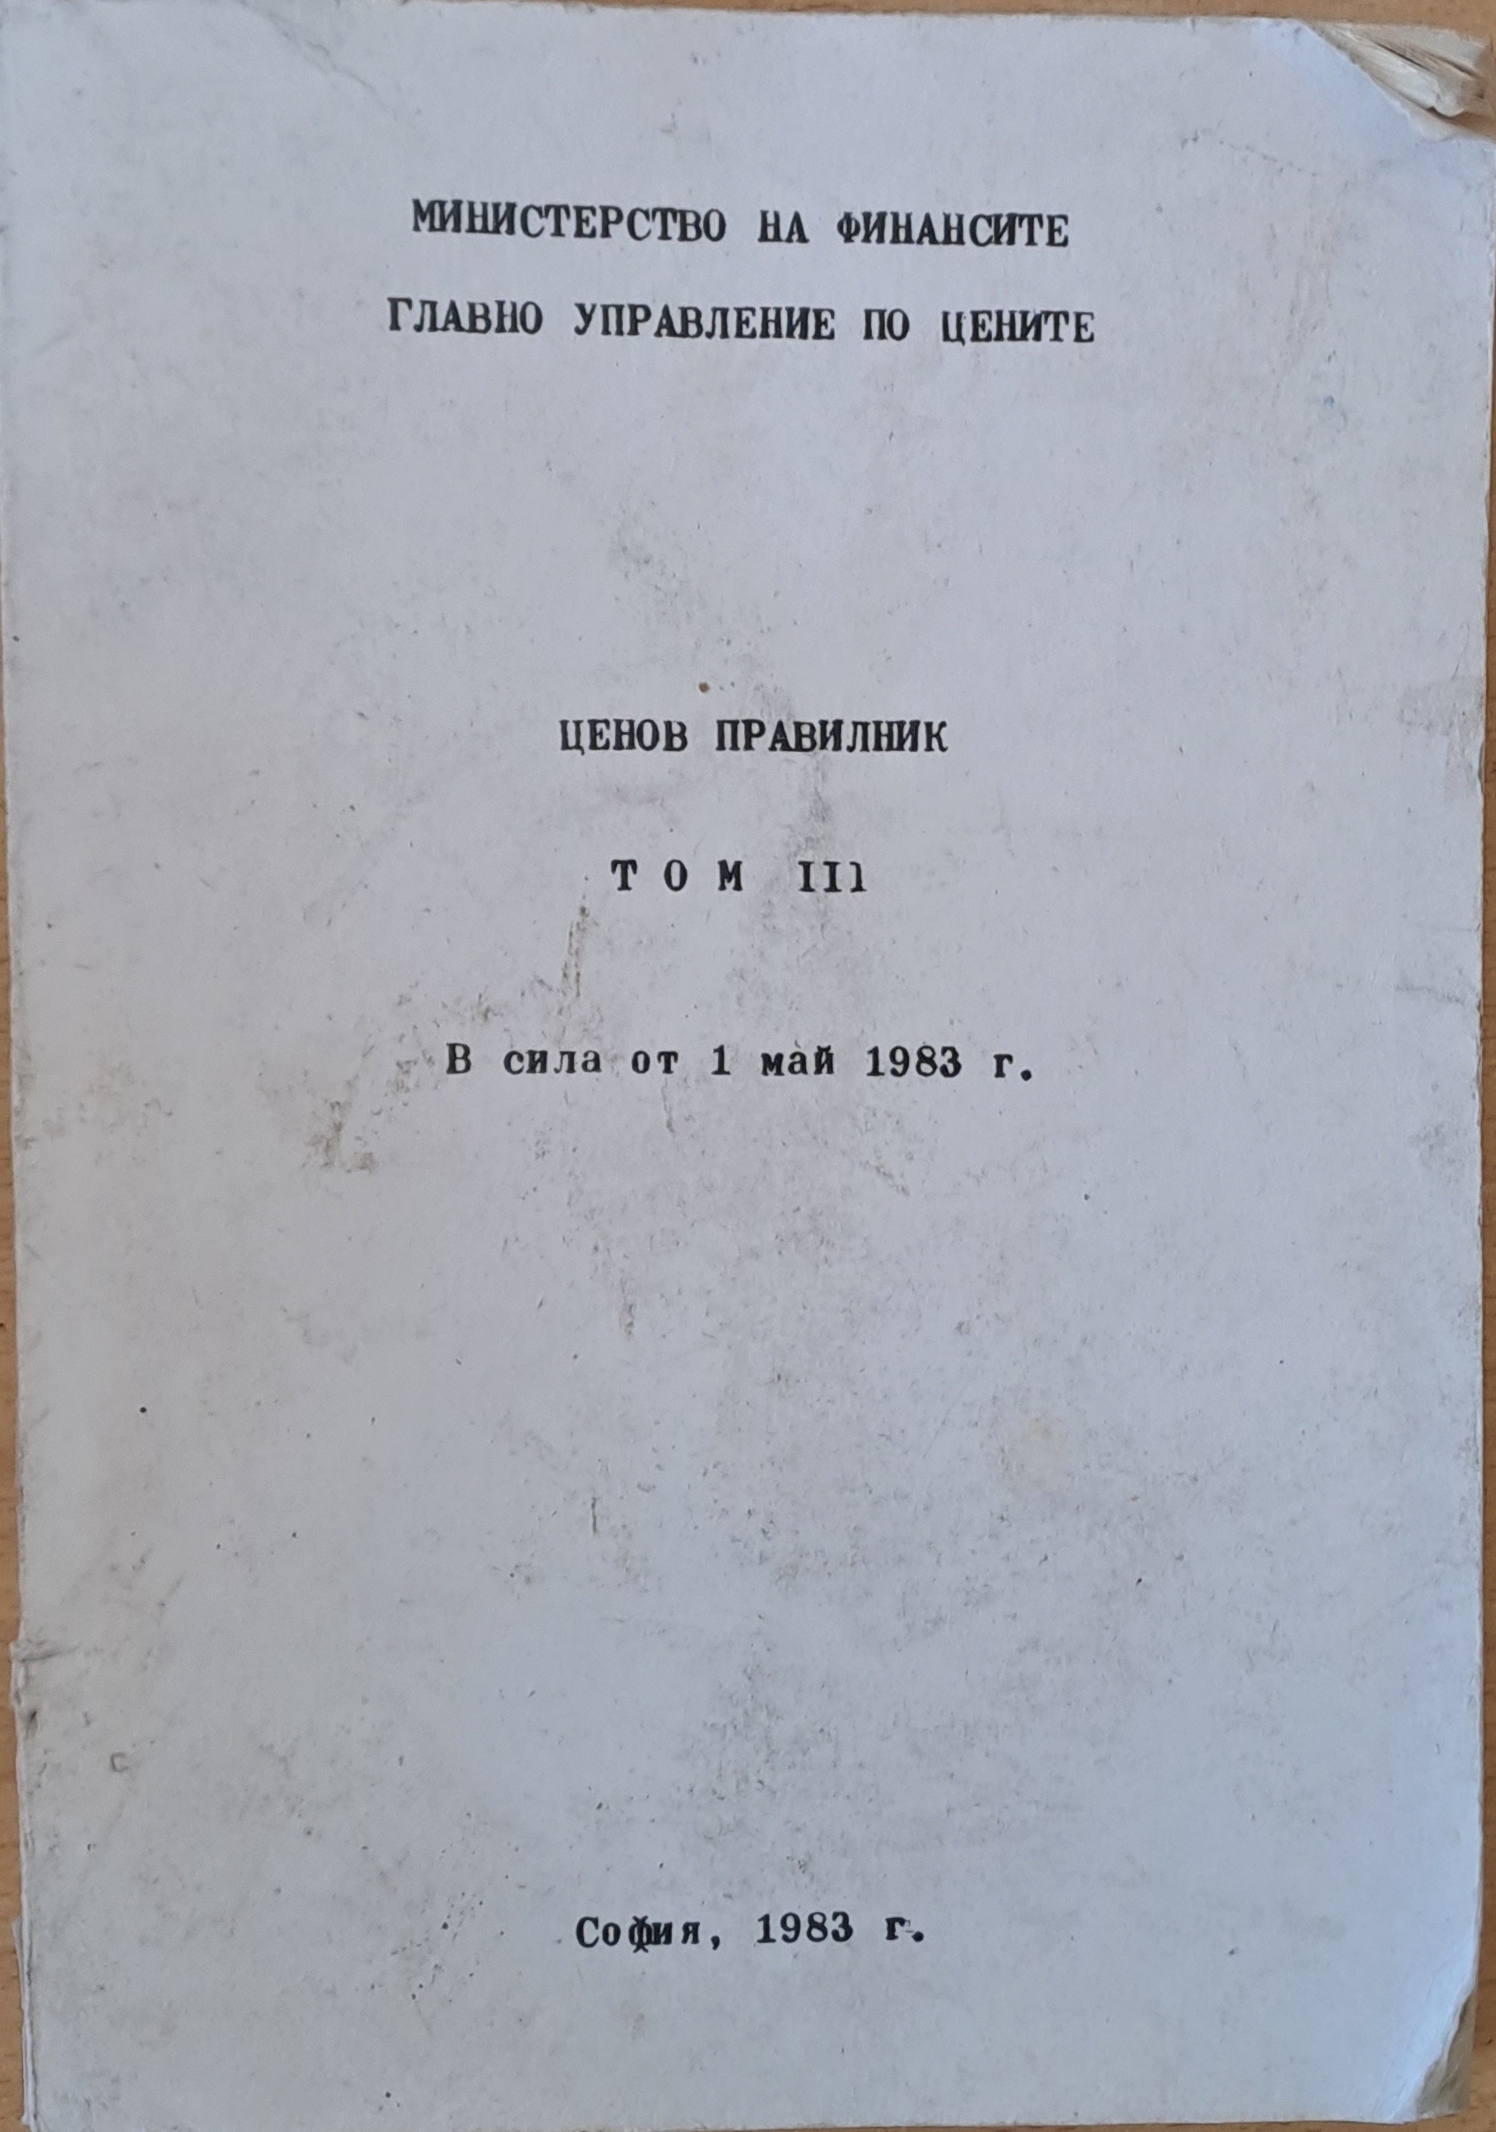 МИНИСТЕРСТВО НА ФИНАНСИТЕ
ГЛАВНО УПРАВЛЕНИЕ ПО ЦЕНИТЕ
ЦЕНОВ ПРАВИЛНИК
Т О М III
В сила от 1 май 1983 г.
София, 1983 г.